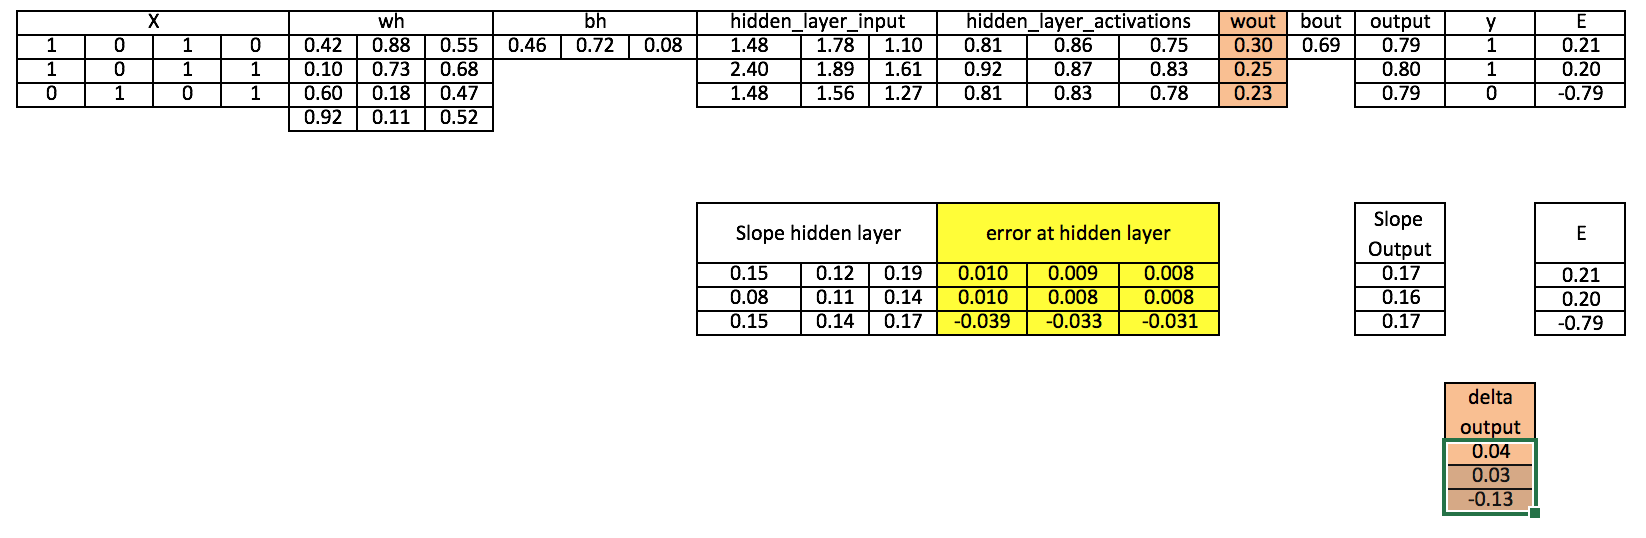 X wh bh hidden_layer_input hidden_layer_activations wout bout output y E
1 0 1 0 0.42 0.88 0.55 0.46 0.72 0.08 1.48 1.78 1.10 0.81 0.86 0.75 0.30 0.69 0.79 1 0.21
1 0 1 1 0.10 0.73 0.68 2.40 1.89 1.61 0.92 0.87 0.83 0.25 0.80 1 0.20
0 1 0 1 0.60 0.18 0.47 1.48 1.56 1.27 0.81 0.83 0.78 0.23 0.79 0 -0.79
0.92 0.11 0.52
Slope hidden layer error at hidden layer Slope E
Output
0.15 0.12 0.19 0.010 0.009 0.008 0.17 0.21
0.08 0.11 0.14 0.010 0.008 0.008 0.16 0.20
0.15 0.14 0.17 -0.039 -0.033 -0.031 0.17 -0.79
delta
output
0.04
0.03
-0.13